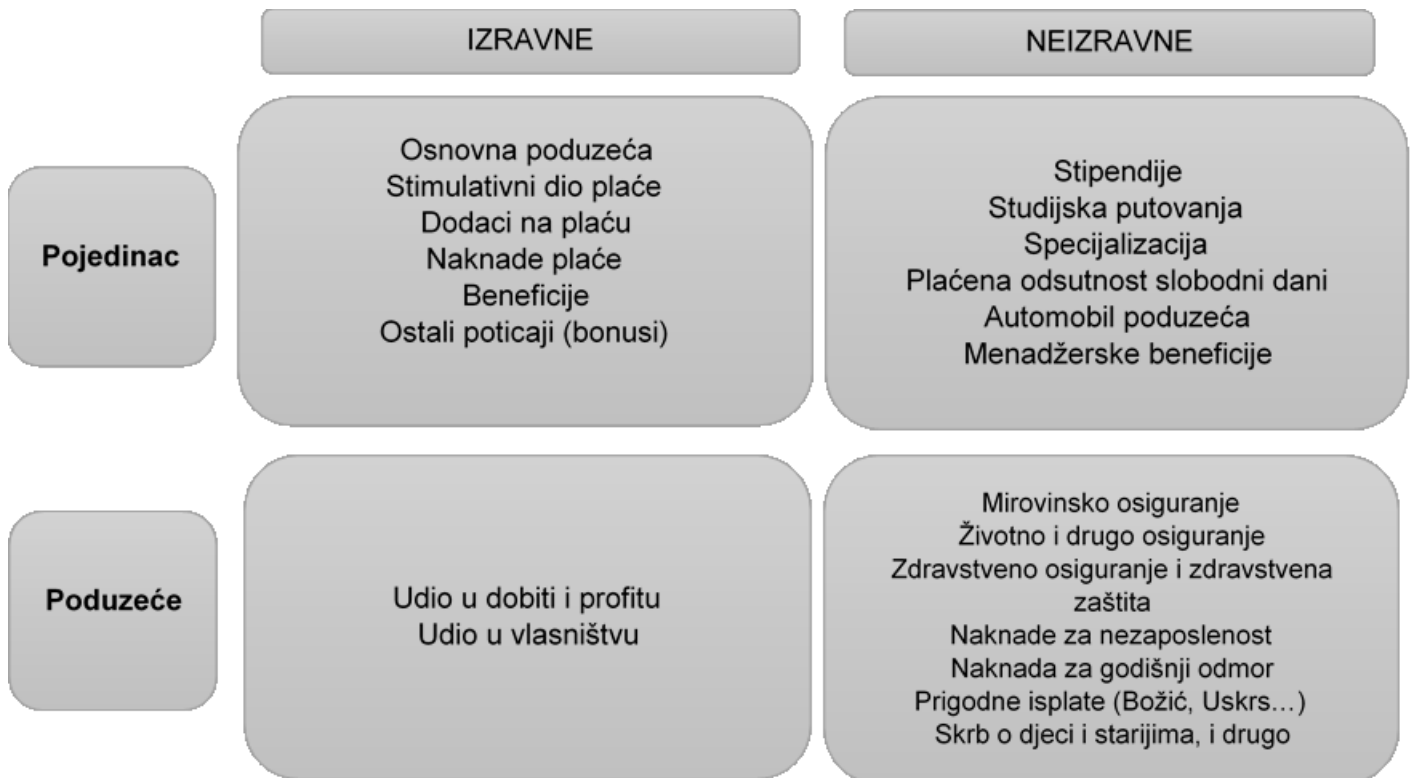 IZRAVNE
NEIZRAVNE
Pojedinac
Osnovna poduzeća
Stimulativni dio plaće
Dodaci na plaću
Naknade plaće
Beneficije
Ostali poticaji (bonusi)
Stipendije
Studijska putovanja
Specijalizacija
Plaćena odsutnost slobodni dani
Automobil poduzeća
Menadžerske beneficije
Poduzeće
Udio u dobiti i profitu
Udio u vlasništvu
Mirovinsko osiguranje
Životno i drugo osiguranje
Zdravstveno osiguranje i zdravstvena
zaštita
Naknade za nezaposlenost
Naknada za godišnji odmor
Prigodne isplate (Božić, Uskrs…)
Skrb o djeci i starijima, i drugo